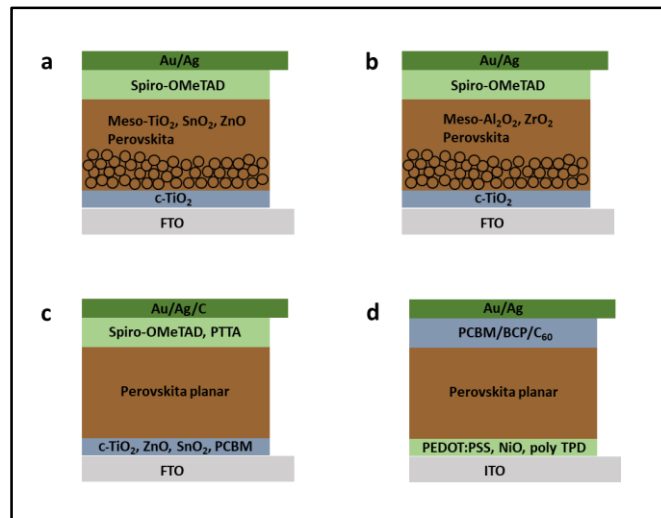 a
Au/Ag
Spiro-OMeTAD
Meso-TiO₂, SnO₂, ZnO
Perovskita
c-TiO₂
FTO
b
Au/Ag
Spiro-OMeTAD
Meso-Al₂O₂, ZrO₂
Perovskita
c-TiO₂
FTO
c
Au/Ag/C
Spiro-OMeTAD, PTTA
Perovskita planar
c-TiO₂, ZnO, SnO₂, PCBM
FTO
d
Au/Ag
PCBM/BCP/C₆₀
Perovskita planar
PEDOT:PSS, NiO, poly TPD
ITO